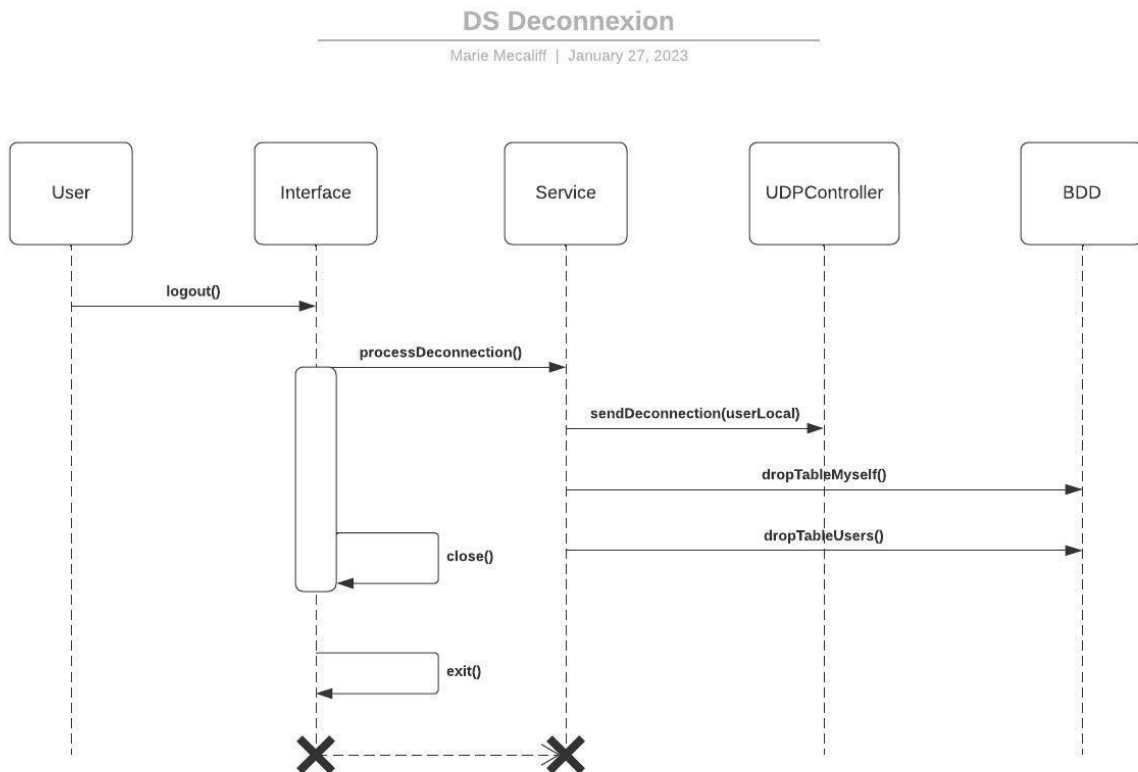 DS Deconnexion
Marie Mecaliff | January 27, 2023
User
Interface
Service
UDPController
BDD
logout()
processDeconnection()
sendDeconnection(userLocal)
dropTableMyself()
dropTableUsers()
close()
exit()